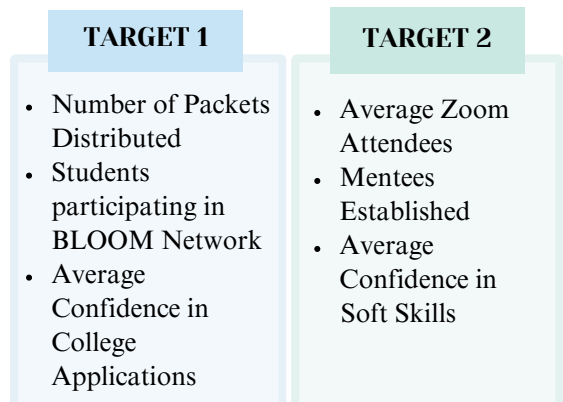 TARGET 1
• Number of Packets
Distributed
• Students
participating in
BLOOM Network
• Average
Confidence in
College
Applications
TARGET 2
• Average Zoom
Attendees
• Mentees
Established
• Average
Confidence in
Soft Skills